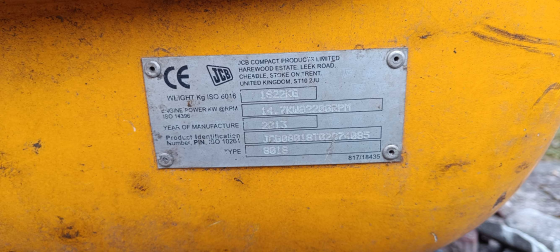 JCB COMPACT PRODUCTS LIMITED
HAREWOOD ESTATE, LEEK ROAD,
CHEADLE, STOKE ON TRENT,
UNITED KINGDOM, ST10 2JU
CE JCB
WEIGHT Kg ISO 6016
ENGINE POWER KW @RPM 14.7KW@2200RPM
ISO 14396
YEAR OF MANUFACTURE 2013
Product Identification
Number, PIN, ISO 10261
TYPE 8018
817/18435